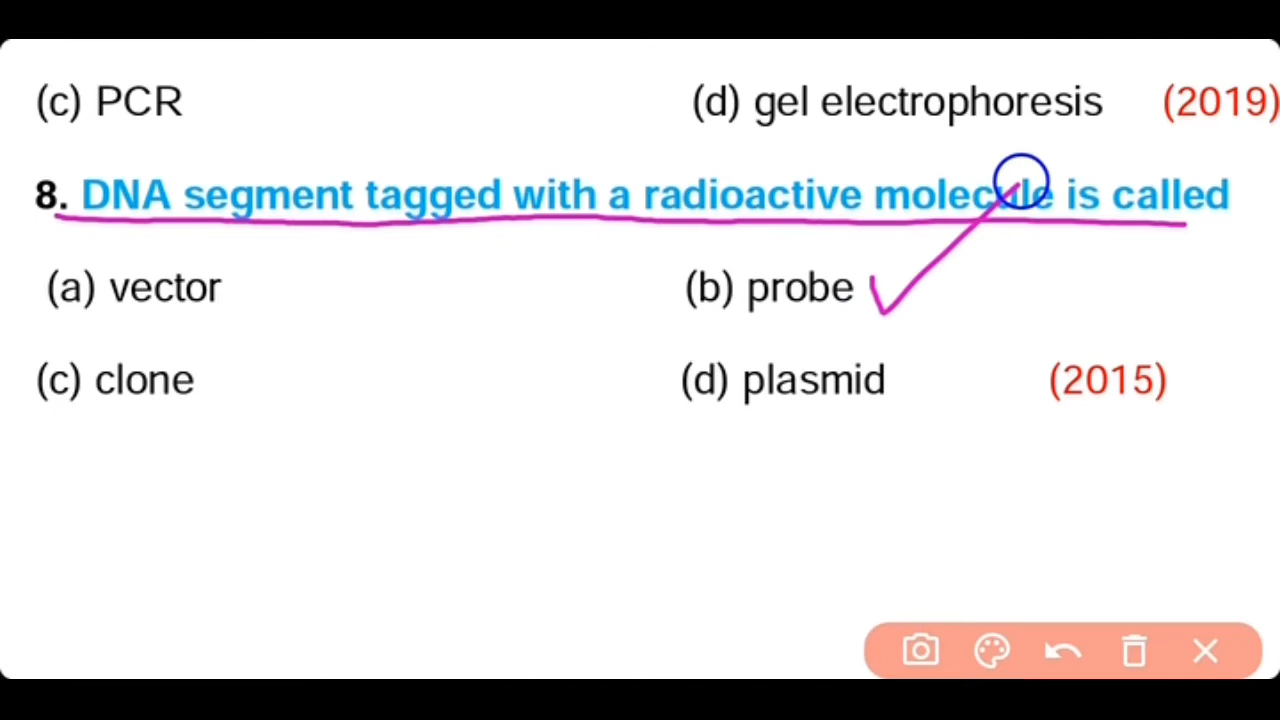 (c) PCR (d) gel electrophoresis (2019)
8. DNA segment tagged with a radioactive molecule is called
(a) vector (b) probe
(c) clone (d) plasmid (2015)